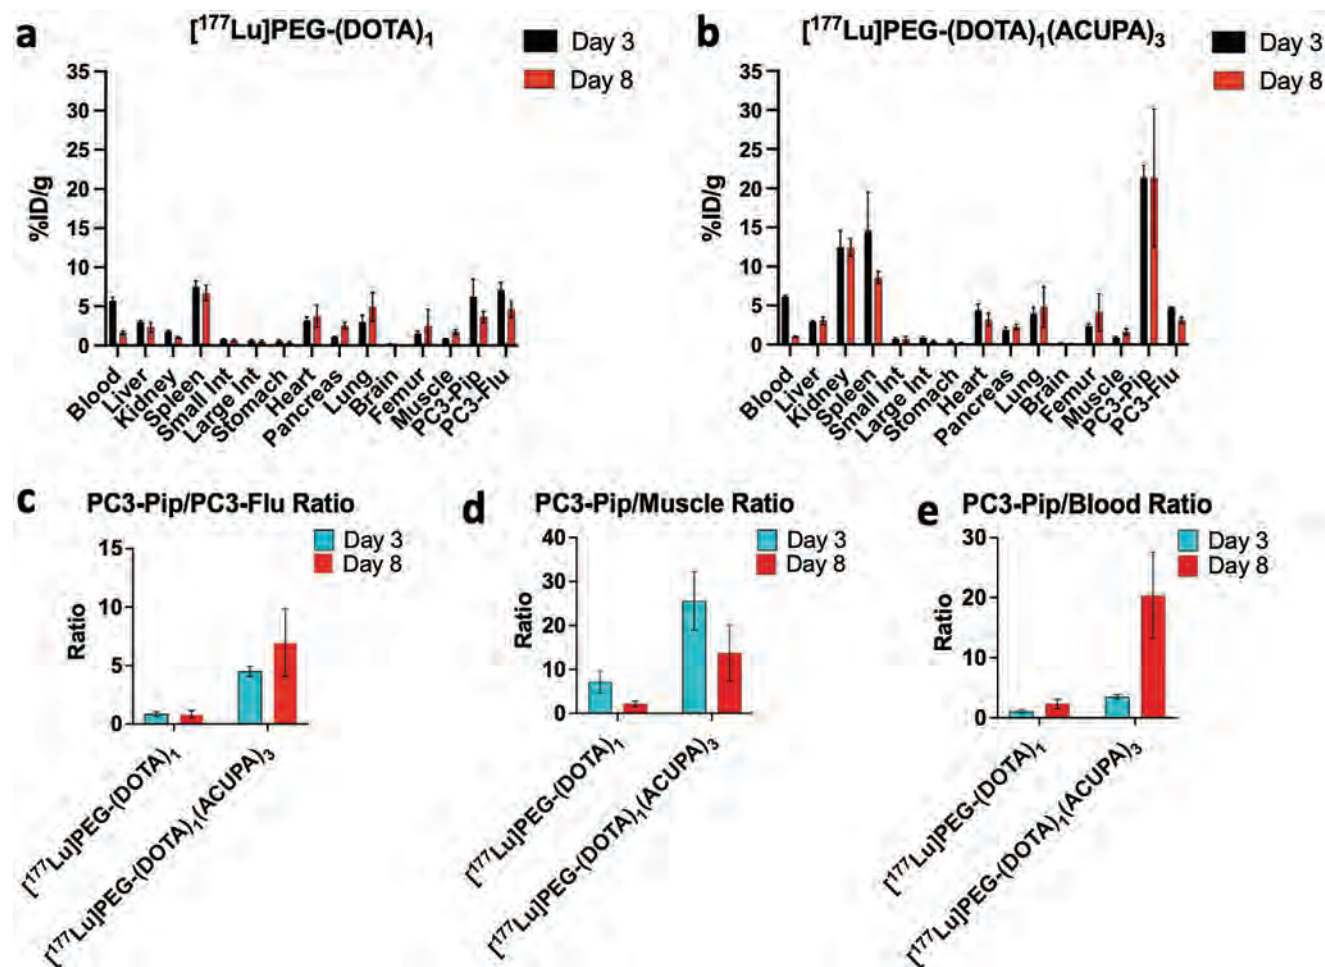 a [¹⁷⁷Lu]PEG-(DOTA)₁
Day 3
Day 8
35
30
25
20
15
10
5
0
%ID/g
Blood
Liver
Kidney
Spleen
Small Int
Large Int
Stomach
Heart
Pancreas
Lung
Brain
Femur
Muscle
PC3-Pip
PC3-Flu
b [¹⁷⁷Lu]PEG-(DOTA)₁(ACUPA)₃
Day 3
Day 8
35
30
25
20
15
10
5
0
%ID/g
Blood
Liver
Kidney
Spleen
Small Int
Large Int
Stomach
Heart
Pancreas
Lung
Brain
Femur
Muscle
PC3-Pip
PC3-Flu
c PC3-Pip/PC3-Flu Ratio
Day 3
Day 8
15
10
5
0
Ratio
[¹⁷⁷Lu]PEG-(DOTA)₁
[¹⁷⁷Lu]PEG-(DOTA)₁(ACUPA)₃
d PC3-Pip/Muscle Ratio
Day 3
Day 8
40
30
20
10
0
Ratio
[¹⁷⁷Lu]PEG-(DOTA)₁
[¹⁷⁷Lu]PEG-(DOTA)₁(ACUPA)₃
e PC3-Pip/Blood Ratio
Day 3
Day 8
30
20
10
0
Ratio
[¹⁷⁷Lu]PEG-(DOTA)₁
[¹⁷⁷Lu]PEG-(DOTA)₁(ACUPA)₃